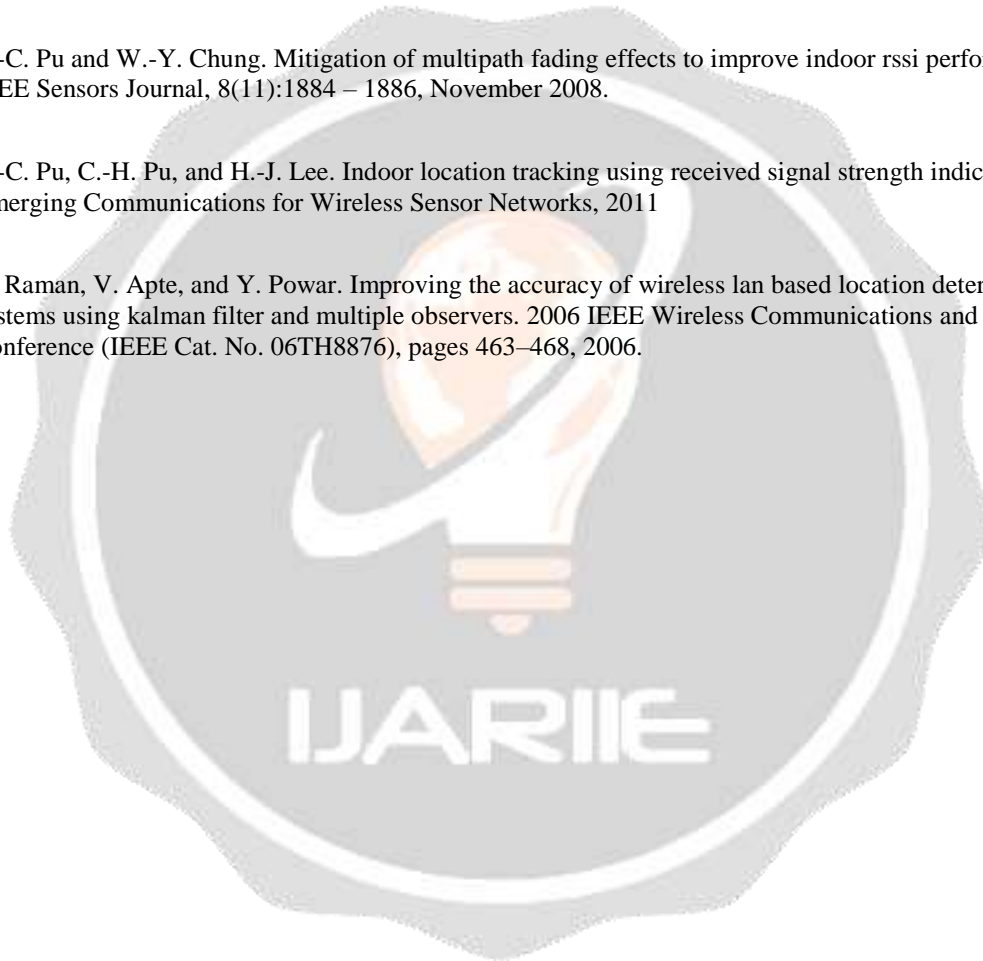 -C. Pu and W.-Y. Chung. Mitigation of multipath fading effects to improve indoor rssi perfor
EE Sensors Journal, 8(11):1884 – 1886, November 2008.
-C. Pu, C.-H. Pu, and H.-J. Lee. Indoor location tracking using received signal strength indic
merging Communications for Wireless Sensor Networks, 2011
Raman, V. Apte, and Y. Powar. Improving the accuracy of wireless lan based location deter
stems using kalman filter and multiple observers. 2006 IEEE Wireless Communications and
onference (IEEE Cat. No. 06TH8876), pages 463–468, 2006.
IJARIIE